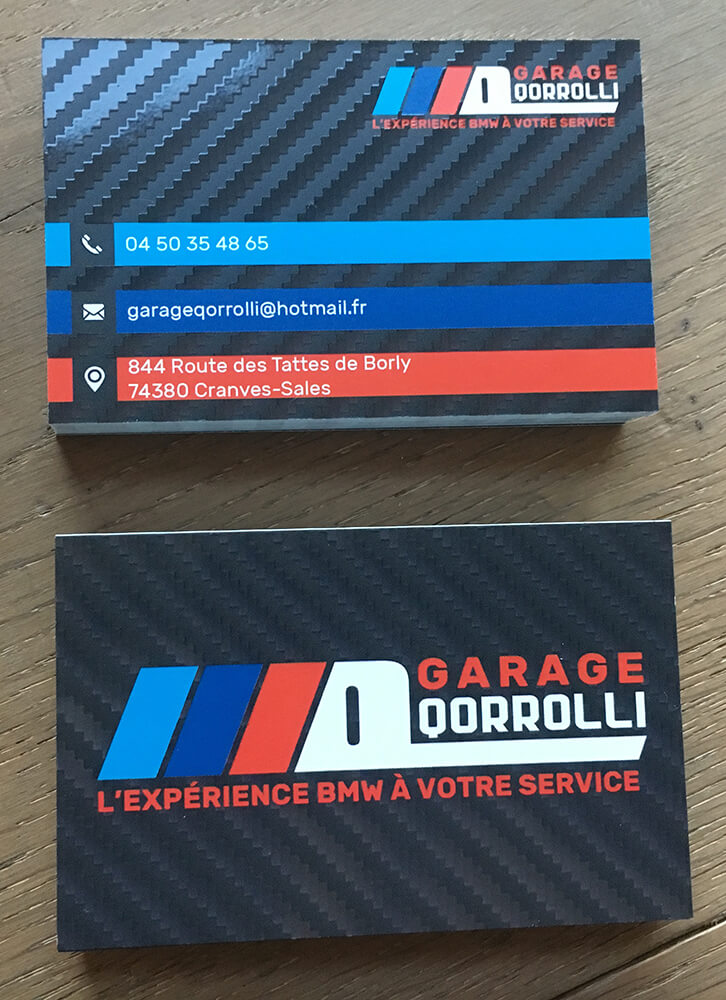 GARAGE
QORROLLI
L'EXPÉRIENCE BMW À VOTRE SERVICE
04 50 35 48 65
garageqorrolli@hotmail.fr
844 Route des Tattes de Borly
74380 Cranves-Sales
GARAGE
QORROLLI
L'EXPÉRIENCE BMW À VOTRE SERVICE